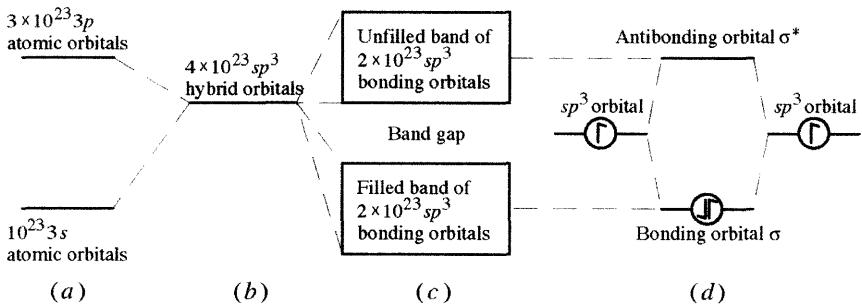 3 × 10²³ 3p
atomic orbitals
10²³ 3s
atomic orbitals
(a)
4 × 10²³ sp³
hybrid orbitals
(b)
Unfilled band of
2 × 10²³ sp³
bonding orbitals
Band gap
Filled band of
2 × 10²³ sp³
bonding orbitals
(c)
Antibonding orbital σ*
sp³ orbital
sp³ orbital
Bonding orbital σ
(d)